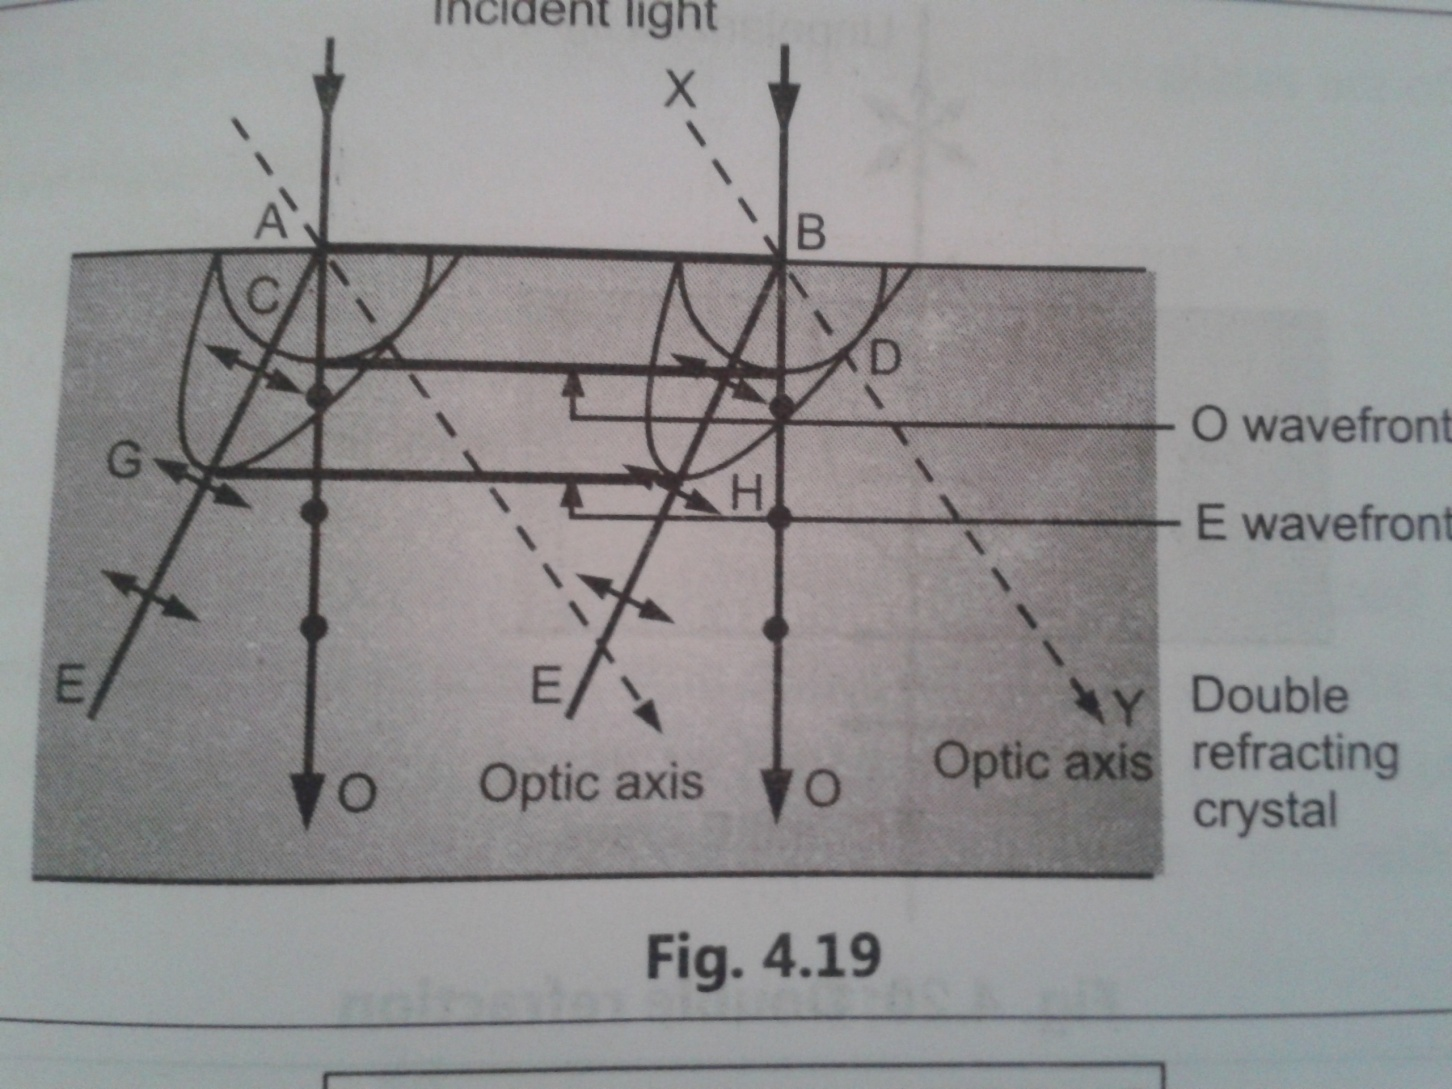 Incident light
X
A
B
C
D
O wavefront
G
H
E wavefront
E
E
Y
Double
refracting
crystal
Optic axis
Optic axis
O
O
Fig. 4.19